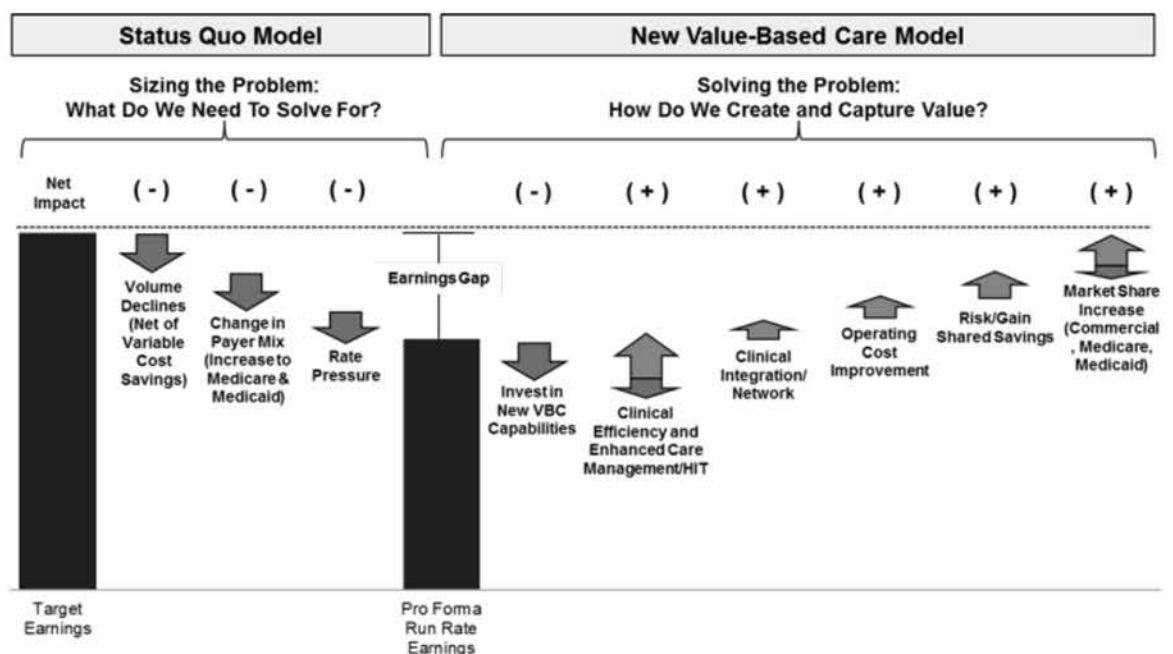 Status Quo Model
New Value-Based Care Model
Sizing the Problem:
What Do We Need To Solve For?
Solving the Problem:
How Do We Create and Capture Value?
Net
Impact
(-)
(-)
(-)
(-)
(+)
(+)
(+)
(+)
(+)
Volume
Declines
(Net of
Variable
Cost
Savings)
Change in
Payer Mix
(Increase to
Medicare &
Medicaid)
Rate
Pressure
Earnings Gap
Invest in
New VBC
Capabilities
Clinical
Efficiency and
Enhanced Care
Management/HIT
Clinical
Integration/
Network
Operating
Cost
Improvement
Risk/Gain
Shared Savings
Market Share
Increase
(Commercial
, Medicare,
Medicaid)
Target
Earnings
Pro Forma
Run Rate
Earnings